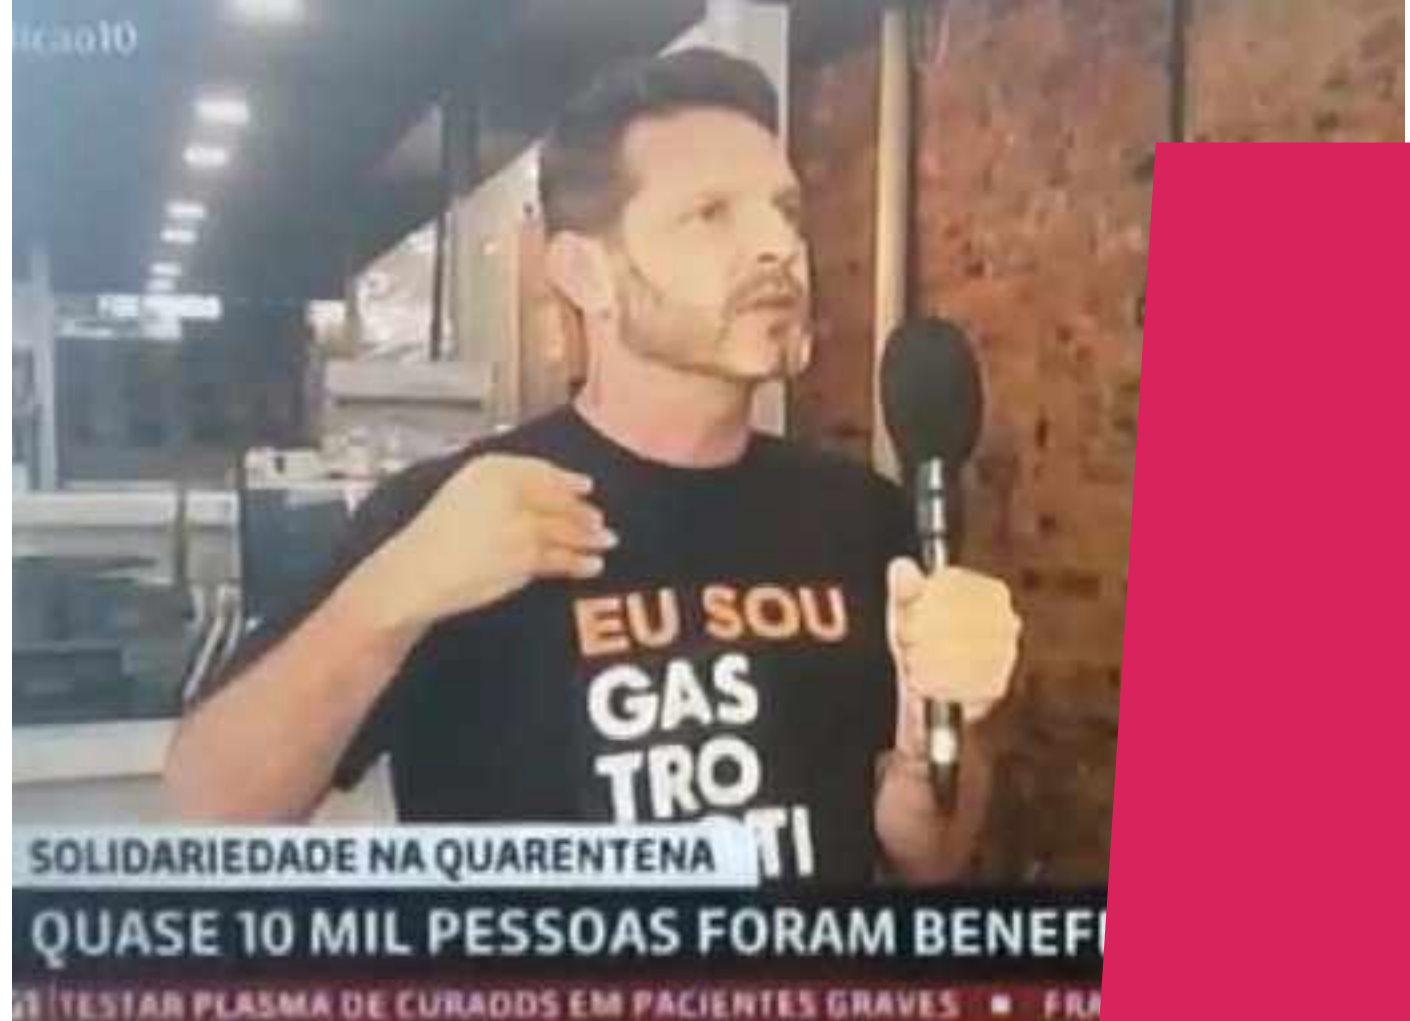 EU SOU
GAS
TRO
SOLIDARIEDADE NA QUARENTENA
QUASE 10 MIL PESSOAS FORAM
TESTAR PLASMA DE CURADOS EM PACIENTES GRAVES